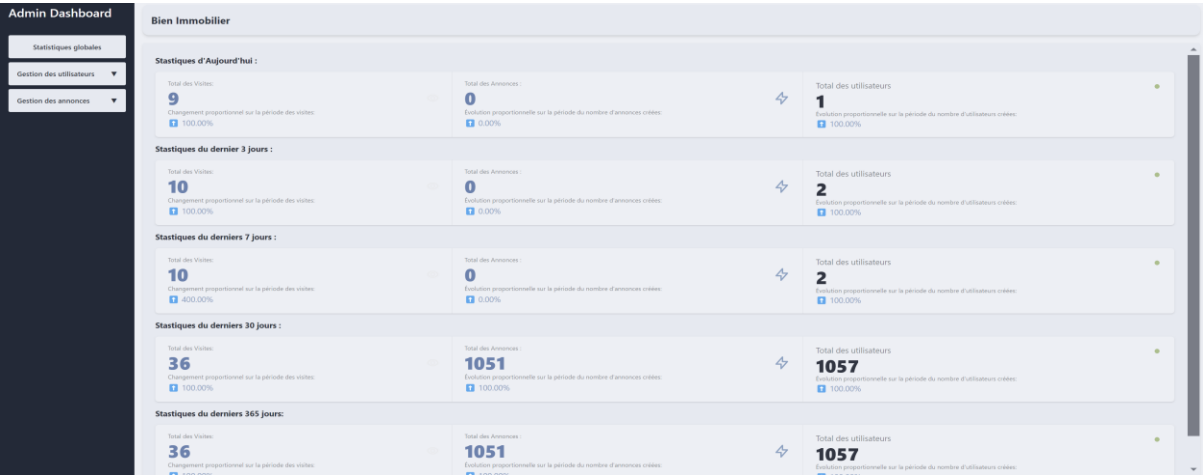 Admin Dashboard
Statistiques globales
Gestion des utilisateurs ▼
Gestion des annonces ▼
Bien Immobilier
Stastiques d'Aujourd'hui :
Total des Visites:
9
Changement proportionnel sur la période des visites:
100.00%
Total des Annonces :
0
Évolution proportionnelle sur la période du nombre d'annonces créées:
0.00%
Total des utilisateurs
1
Évolution proportionnelle sur la période du nombre d'utilisateurs créées:
100.00%
Stastiques du dernier 3 jours :
Total des Visites:
10
Changement proportionnel sur la période des visites:
100.00%
Total des Annonces :
0
Évolution proportionnelle sur la période du nombre d'annonces créées:
0.00%
Total des utilisateurs
2
Évolution proportionnelle sur la période du nombre d'utilisateurs créées:
100.00%
Stastiques du derniers 7 jours :
Total des Visites:
10
Changement proportionnel sur la période des visites:
400.00%
Total des Annonces :
0
Évolution proportionnelle sur la période du nombre d'annonces créées:
0.00%
Total des utilisateurs
2
Évolution proportionnelle sur la période du nombre d'utilisateurs créées:
100.00%
Stastiques du derniers 30 jours :
Total des Visites:
36
Changement proportionnel sur la période des visites:
100.00%
Total des Annonces :
1051
Évolution proportionnelle sur la période du nombre d'annonces créées:
100.00%
Total des utilisateurs
1057
Évolution proportionnelle sur la période du nombre d'utilisateurs créées:
100.00%
Stastiques du derniers 365 jours:
Total des Visites:
36
Changement proportionnel sur la période des visites:
Total des Annonces :
1051
Évolution proportionnelle sur la période du nombre d'annonces créées:
Total des utilisateurs
1057
Évolution proportionnelle sur la période du nombre d'utilisateurs créées: